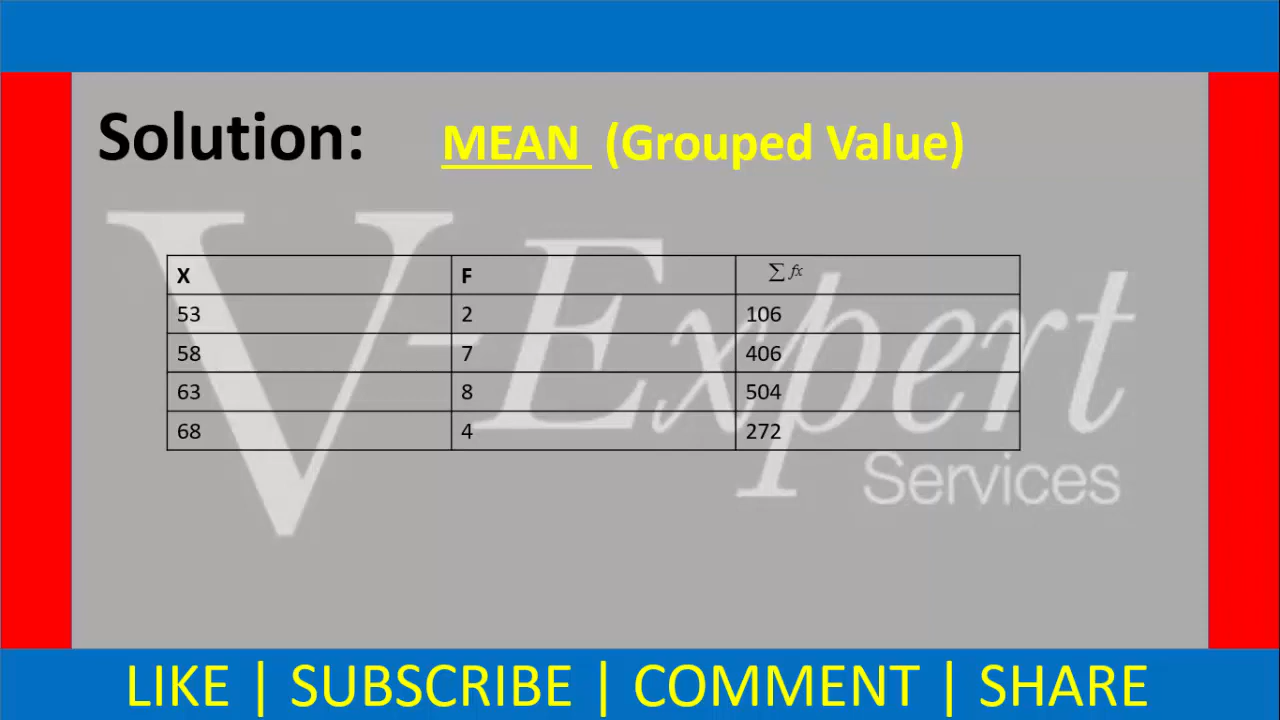 Solution: MEAN (Grouped Value)
X F ∑ fx
53 2 106
58 7 406
63 8 504
68 4 272
V-Expert
Services
LIKE | SUBSCRIBE | COMMENT | SHARE